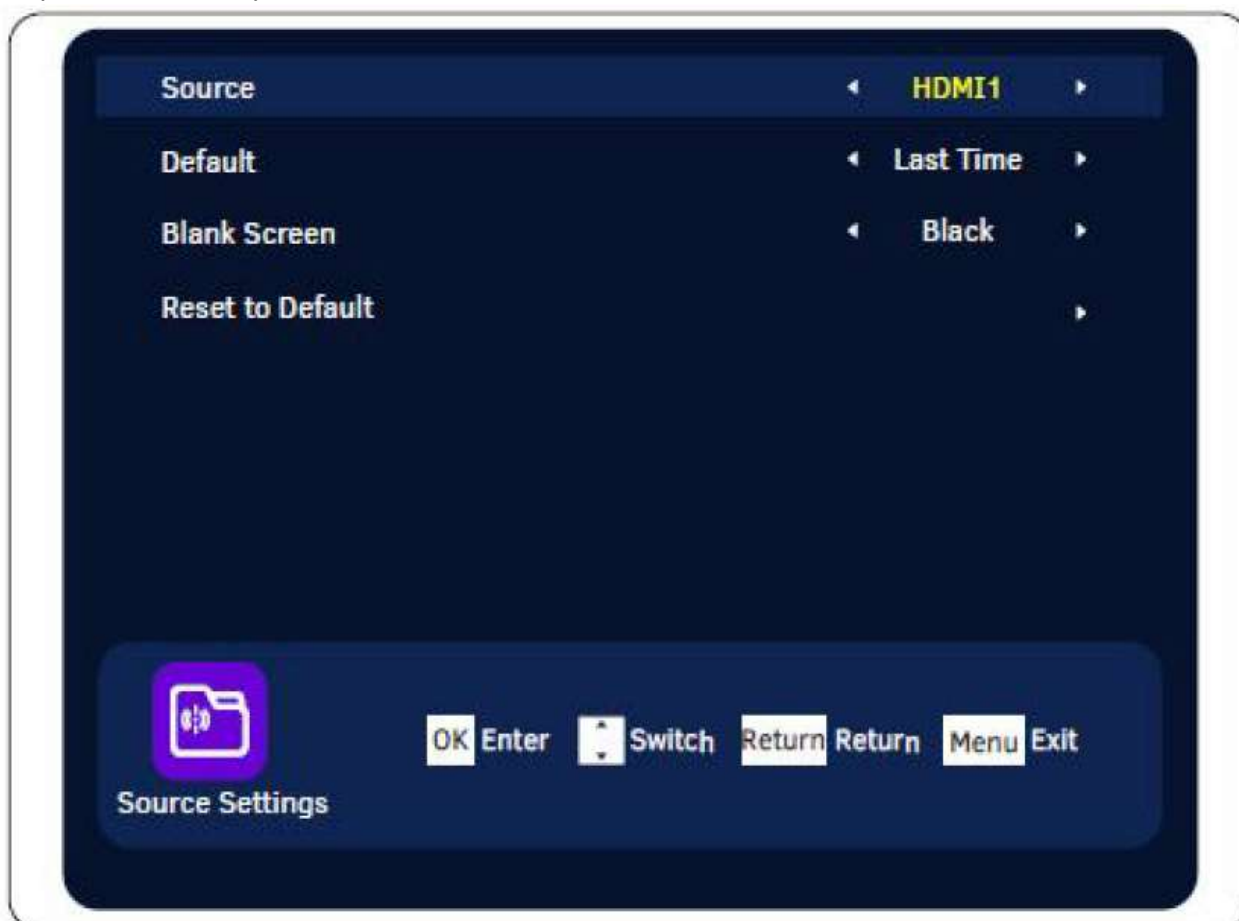 Source HDMI1
Default Last Time
Blank Screen Black
Reset to Default
OK Enter Switch Return Return Menu Exit
Source Settings